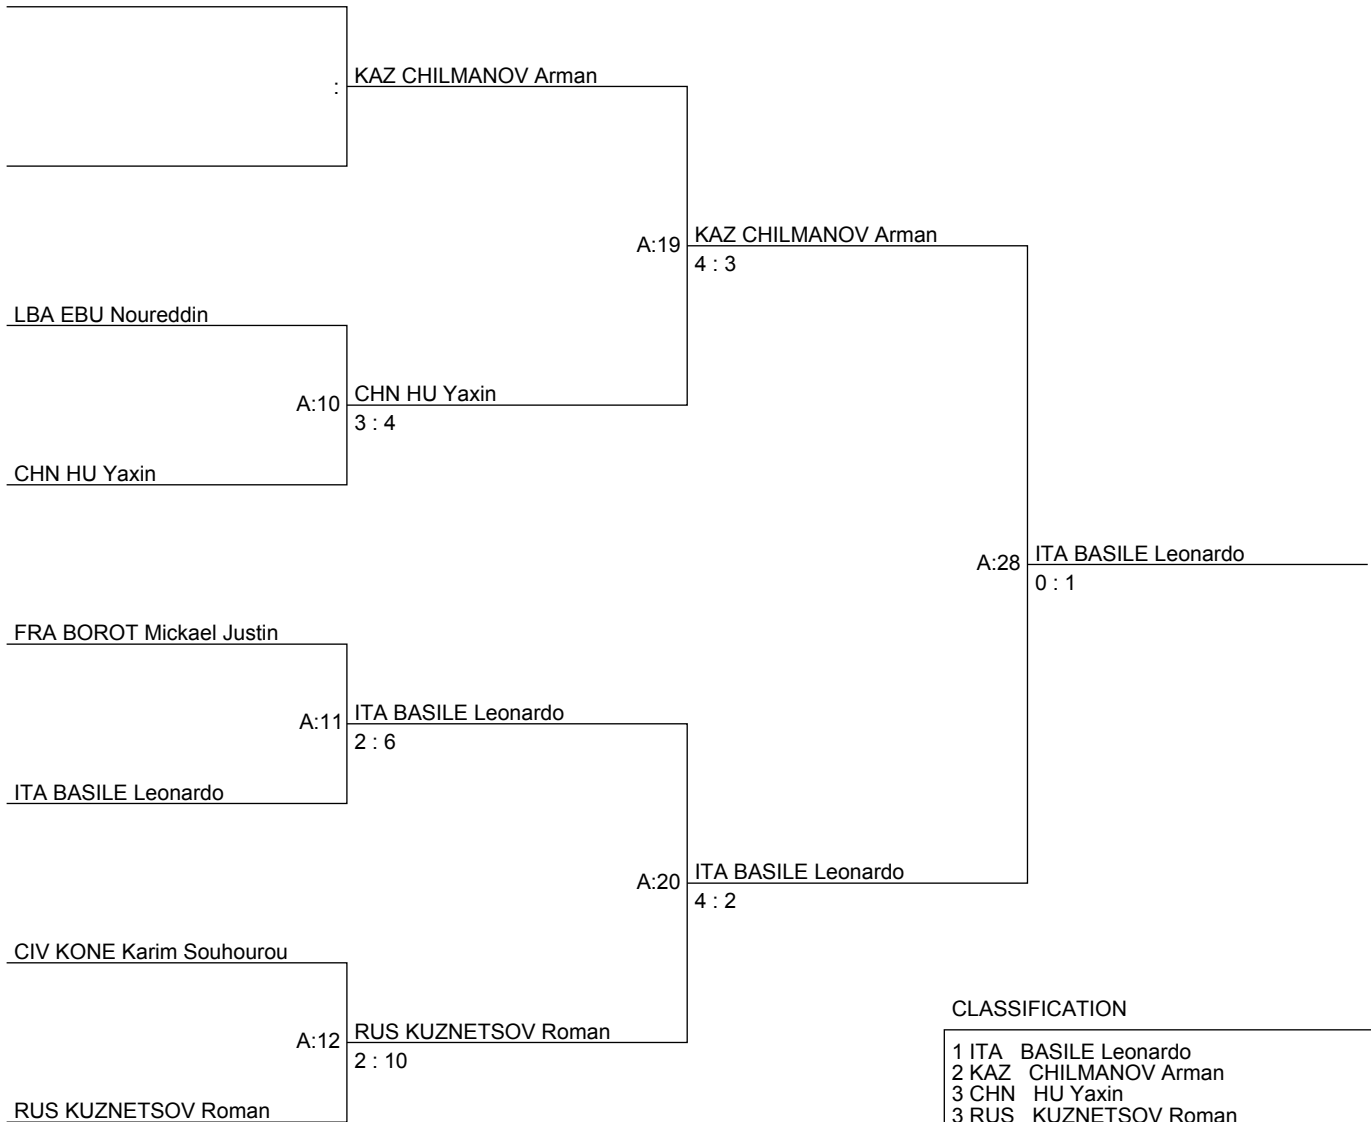 KAZ CHILMANOV Arman
:
KAZ CHILMANOV Arman
A:19
4 : 3
LBA EBU Noureddin
CHN HU Yaxin
A:10
3 : 4
CHN HU Yaxin
ITA BASILE Leonardo
A:28
0 : 1
FRA BOROT Mickael Justin
ITA BASILE Leonardo
A:11
2 : 6
ITA BASILE Leonardo
ITA BASILE Leonardo
A:20
4 : 2
CIV KONE Karim Souhourou
RUS KUZNETSOV Roman
A:12
2 : 10
RUS KUZNETSOV Roman
CLASSIFICATION
1 ITA BASILE Leonardo
2 KAZ CHILMANOV Arman
3 CHN HU Yaxin
3 RUS KUZNETSOV Roman